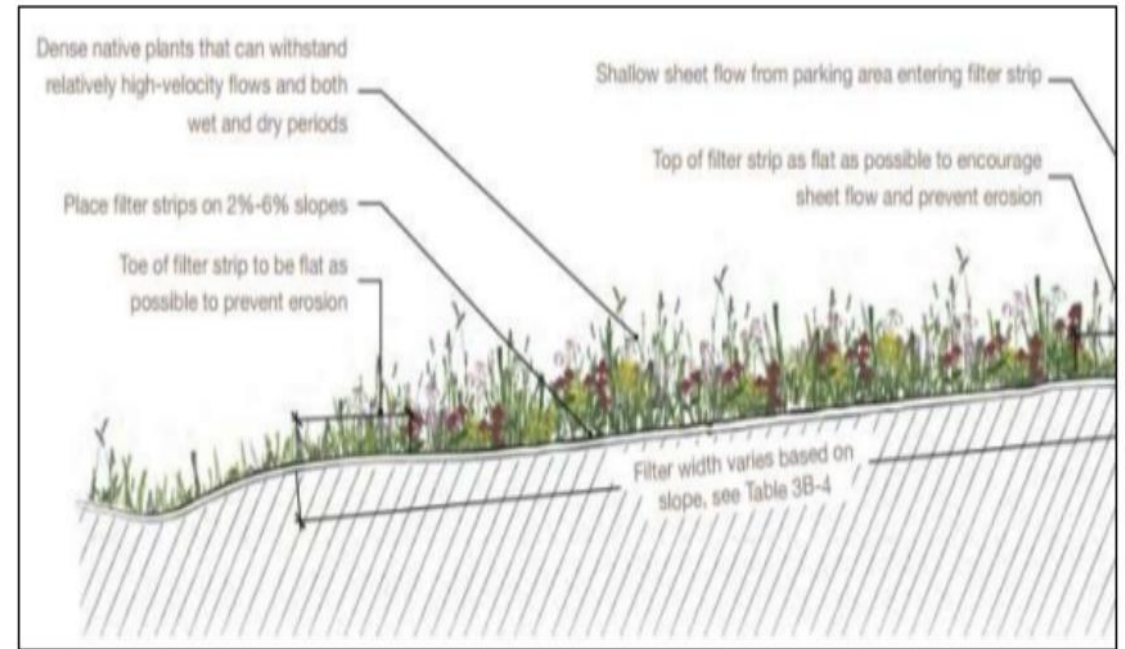 Dense native plants that can withstand
relatively high-velocity flows and both
wet and dry periods
Place filter strips on 2%-6% slopes
Toe of filter strip to be flat as
possible to prevent erosion
Shallow sheet flow from parking area entering filter strip
Top of filter strip as flat as possible to encourage
sheet flow and prevent erosion
Filter width varies based on
slope, see Table 3B-4